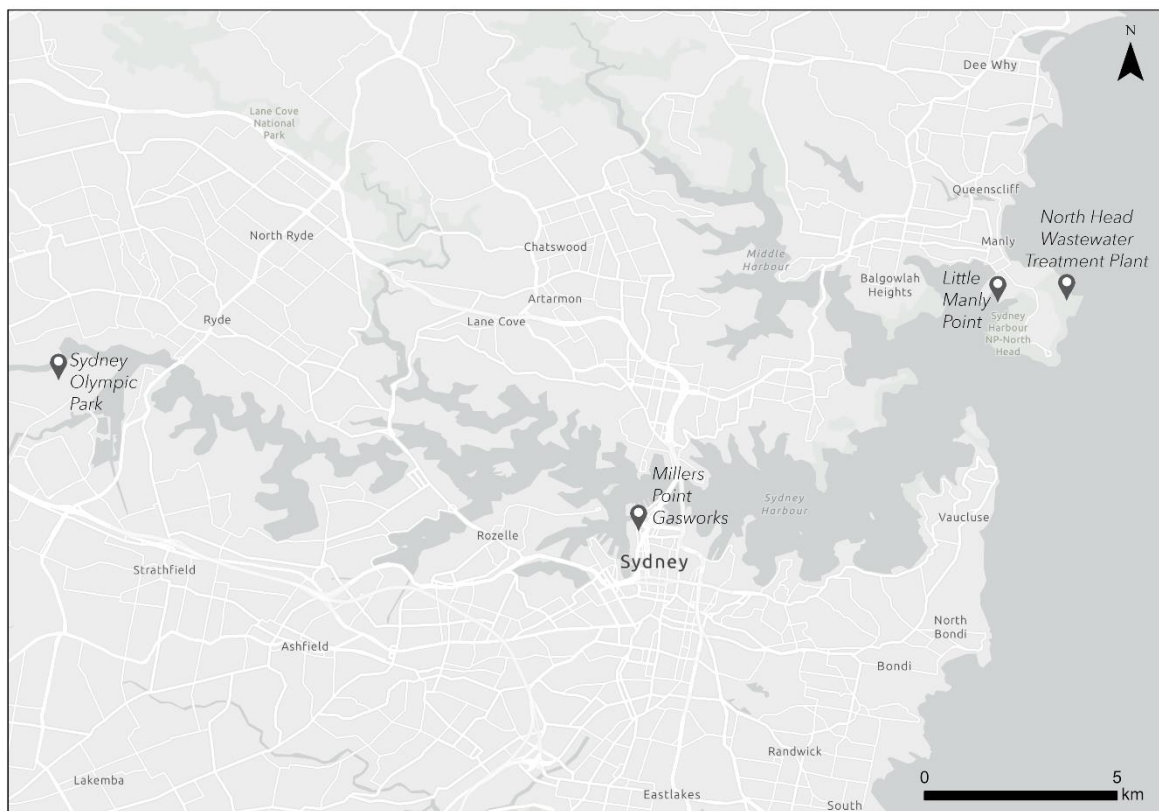 N
Dee Why
Lane Cove
National
Park
Queenscliff
North Head
Wastewater
Treatment Plant
North Ryde
Manly
Chatswood
Middle
Harbour
Balgowlah
Heights
Little
Manly
Point
Artarmon
Ryde
Lane Cove
Sydney
Harbour
NP-North
Head
Sydney
Olympic
Park
Millers
Point
Gasworks
Sydney
Harbour
Vaucluse
Rozelle
Sydney
Strathfield
North
Bondi
Ashfield
Bondi
Randwick
Lakemba
0 5
km
Eastlakes
South